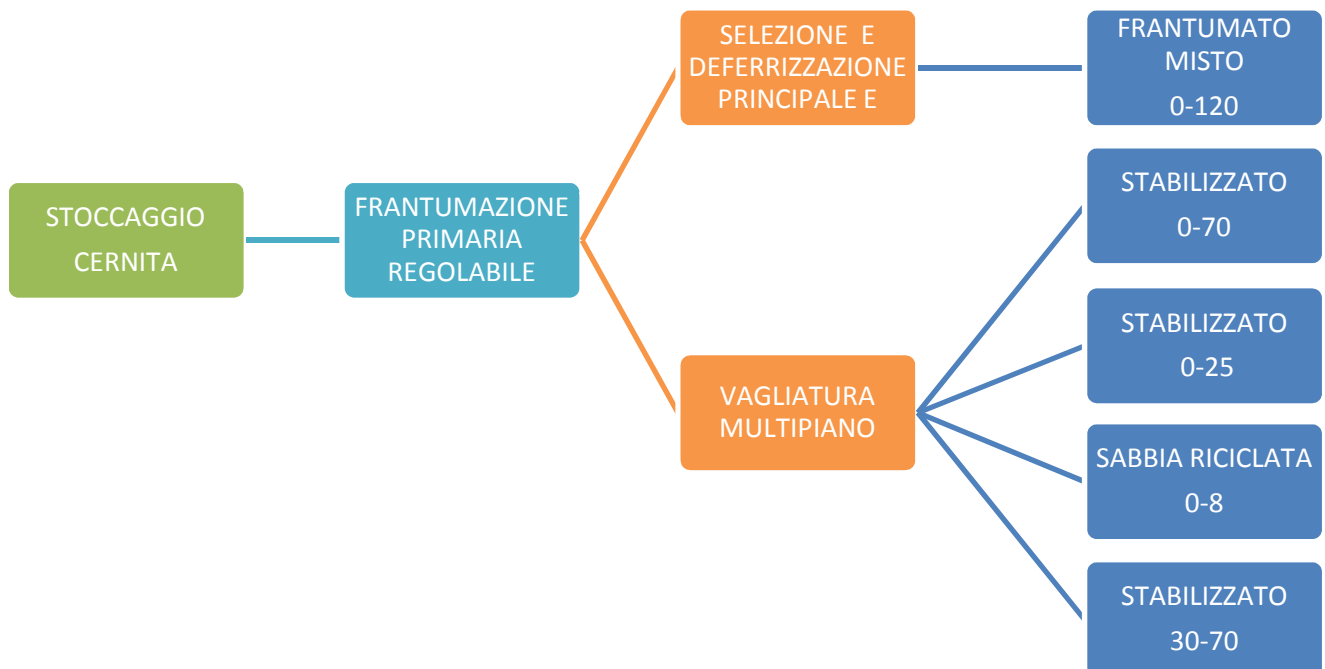 STOCCAGGIO
CERNITA
FRANTUMAZIONE
PRIMARIA
REGOLABILE
SELEZIONE E
DEFERRIZZAZIONE
PRINCIPALE E
FRANTUMATO
MISTO
0-120
VAGLIATURA
MULTIPIANO
STABILIZZATO
0-70
STABILIZZATO
0-25
SABBIA RICICLATA
0-8
STABILIZZATO
30-70